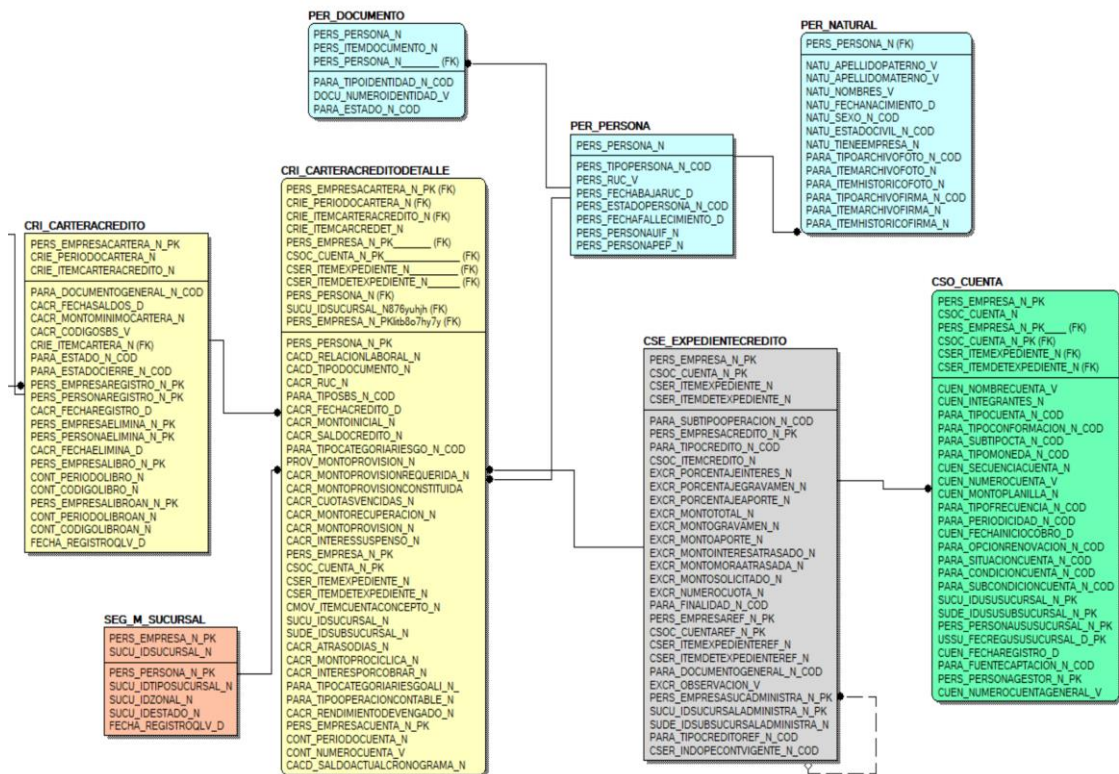 PER_DOCUMENTO
PERS_PERSONA_N
PERS_ITEMDOCUMENTO_N
PERS_PERSONA_N_______ (FK)
PARA_TIPOIDENTIDAD_N_COD
DOCU_NUMEROIDENTIDAD_V
PARA_ESTADO_N_COD
PER_NATURAL
PERS_PERSONA_N (FK)
NATU_APELLIDOPATERNO_V
NATU_APELLIDOMATERNO_V
NATU_NOMBRES_V
NATU_FECHANACIMIENTO_D
NATU_SEXO_N_COD
NATU_ESTADOCIVIL_N_COD
NATU_TIENEEMPRESA_N
PARA_TIPOARCHIVOFOTO_N_COD
PARA_ITEMARCHIVOFOTO_N
PARA_ITEMHISTORICOFOTO_N
PARA_TIPOARCHIVOFIRMA_N_COD
PARA_ITEMARCHIVOFIRMA_N
PARA_ITEMHISTORICOFIRMA_N
PER_PERSONA
PERS_PERSONA_N
PERS_TIPOPERSONA_N_COD
PERS_RUC_V
PERS_FECHABAJARUC_D
PERS_ESTADOPERSONA_N_COD
PERS_FECHAFALLECIMIENTO_D
PERS_PERSONAUIF_N
PERS_PERSONAPEP_N
CRI_CARTERACREDITODETALLE
PERS_EMPRESACARTERA_N_PK (FK)
CRIE_PERIODOCARTERA_N (FK)
CRIE_ITEMCARTERACREDITO_N (FK)
CRIE_ITEMCARCREDET_N
PERS_EMPRESA_N_PK_______ (FK)
CSOC_CUENTA_N_PK______________ (FK)
CSER_ITEMEXPEDIENTE_N________ (FK)
CSER_ITEMDETEXPEDIENTE_N______ (FK)
PERS_PERSONA_N (FK)
SUCU_IDSUCURSAL_N876yuhjh (FK)
PERS_EMPRESA_N_PKlitb8o7hy7y (FK)
PERS_PERSONA_N_PK
CACD_RELACIONLABORAL_N
CACD_TIPODOCUMENTO_N
CACR_RUC_N
PARA_TIPOSBS_N_COD
CACR_FECHACREDITO_D
CACR_MONTOINICIAL_N
CACR_SALDOCREDITO_N
PARA_TIPOCATEGORIARIESGO_N_COD
PROV_MONTOPROVISION_N
CACR_MONTOPROVISIONREQUERIDA_N
CACR_MONTOPROVISIONCONSTITUIDA
CACR_CUOTASVENCIDAS_N
CACR_MONTORECUPERACION_N
CACR_MONTOPROVISION_N
CACR_INTERESSUSPENSO_N
PERS_EMPRESA_N_PK
CSOC_CUENTA_N_PK
CSER_ITEMEXPEDIENTE_N
CSER_ITEMDETEXPEDIENTE_N
CMOV_ITEMCUENTACONCEPTO_N
SUCU_IDSUCURSAL_N
SUDE_IDSUBSUCURSAL_N
CACR_ATRASODIAS_N
CACR_MONTOPROCICLICA_N
CACR_INTERESPORCOBRAR_N
PARA_TIPOCATEGORIARIESGOALI_N_
PARA_TIPOOPERACIONCONTABLE_N
CACR_RENDIMIENTODEVENGADO_N
PERS_EMPRESACUENTA_N_PK
CONT_PERIODOCUENTA_N
CONT_NUMEROCUENTA_V
CACD_SALDOACTUALCRONOGRAMA_N
CRI_CARTERACREDITO
PERS_EMPRESACARTERA_N_PK
CRIE_PERIODOCARTERA_N
CRIE_ITEMCARTERACREDITO_N
PARA_DOCUMENTOGENERAL_N_COD
CACR_FECHASALDOS_D
CACR_MONTOMINIMOCARTERA_N
CACR_CODIGOSBS_V
CRIE_ITEMCARTERA_N (FK)
PARA_ESTADO_N_COD
PARA_ESTADOCIERRE_N_COD
PERS_EMPRESAREGISTRO_N_PK
PERS_PERSONAREGISTRO_N_PK
CACR_FECHAREGISTRO_D
PERS_EMPRESAELIMINA_N_PK
PERS_PERSONAELIMINA_N_PK
CACR_FECHAELIMINA_D
PERS_EMPRESALIBRO_N_PK
CONT_PERIODOLIBRO_N
CONT_CODIGOLIBRO_N
PERS_EMPRESALIBROAN_N_PK
CONT_PERIODOLIBROAN_N
CONT_CODIGOLIBROAN_N
FECHA_REGISTROQLV_D
SEG_M_SUCURSAL
PERS_EMPRESA_N_PK
SUCU_IDSUCURSAL_N
PERS_PERSONA_N_PK
SUCU_IDTIPOSUCURSAL_N
SUCU_IDZONAL_N
SUCU_IDESTADO_N
FECHA_REGISTROQLV_D
CSE_EXPEDIENTECREDITO
PERS_EMPRESA_N_PK
CSOC_CUENTA_N_PK
CSER_ITEMEXPEDIENTE_N
CSER_ITEMDETEXPEDIENTE_N
PARA_SUBTIPOOPERACION_N_COD
PERS_EMPRESACREDITO_N_PK
PARA_TIPOCREDITO_N_COD
CSOC_ITEMCREDITO_N
EXCR_PORCENTAJEINTERES_N
EXCR_PORCENTAJEGRAVAMEN_N
EXCR_PORCENTAJEAPORTE_N
EXCR_MONTOTOTAL_N
EXCR_MONTOGRAVAMEN_N
EXCR_MONTOAPORTE_N
EXCR_MONTOINTERESATRASADO_N
EXCR_MONTOMORAATRASADA_N
EXCR_MONTOSOLICITADO_N
EXCR_NUMEROCUOTA_N
PARA_FINALIDAD_N_COD
PERS_EMPRESAREF_N_PK
CSOC_CUENTAREF_N_PK
CSER_ITEMEXPEDIENTEREF_N
CSER_ITEMDETEXPEDIENTEREF_N
PARA_DOCUMENTOGENERAL_N_COD
EXCR_OBSERVACION_V
PERS_EMPRESASUCADMINISTRA_N_PK
SUCU_IDSUCURSALADMINISTRA_N_PK
SUDE_IDSUBSUCURSALADMINISTRA_N
PARA_TIPOCREDITOREF_N_COD
CSER_INDOPECONTVIGENTE_N_COD
CSO_CUENTA
PERS_EMPRESA_N_PK
CSOC_CUENTA_N
PERS_EMPRESA_N_PK____ (FK)
CSOC_CUENTA_N_PK (FK)
CSER_ITEMEXPEDIENTE_N (FK)
CSER_ITEMDETEXPEDIENTE_N (FK)
CUEN_NOMBRECUENTA_V
CUEN_INTEGRANTES_N
PARA_TIPOCUENTA_N_COD
PARA_TIPOCONFORMACION_N_COD
PARA_SUBTIPOCTA_N_COD
PARA_TIPOMONEDA_N_COD
CUEN_SECUENCIACUENTA_N
CUEN_NUMEROCUENTA_V
CUEN_MONTOPLANILLA_N
PARA_TIPOFRECUENCIA_N_COD
PARA_PERIODICIDAD_N_COD
CUEN_FECHAINICIOCOBRO_D
PARA_OPCIONRENOVACION_N_COD
PARA_SITUACIONCUENTA_N_COD
PARA_CONDICIONCUENTA_N_COD
PARA_SUBCONDICIONCUENTA_N_COD
SUCU_IDUSUSUCURSAL_N_PK
SUDE_IDUSUSUBSUCURSAL_N_PK
PERS_PERSONAUSUSUCURSAL_N_PK
USSU_FECREGUSUSUCURSAL_D_PK
CUEN_FECHAREGISTRO_D
PARA_FUENTECAPTACION_N_COD
PERS_PERSONAGESTOR_N_PK
CUEN_NUMEROCUENTAGENERAL_V